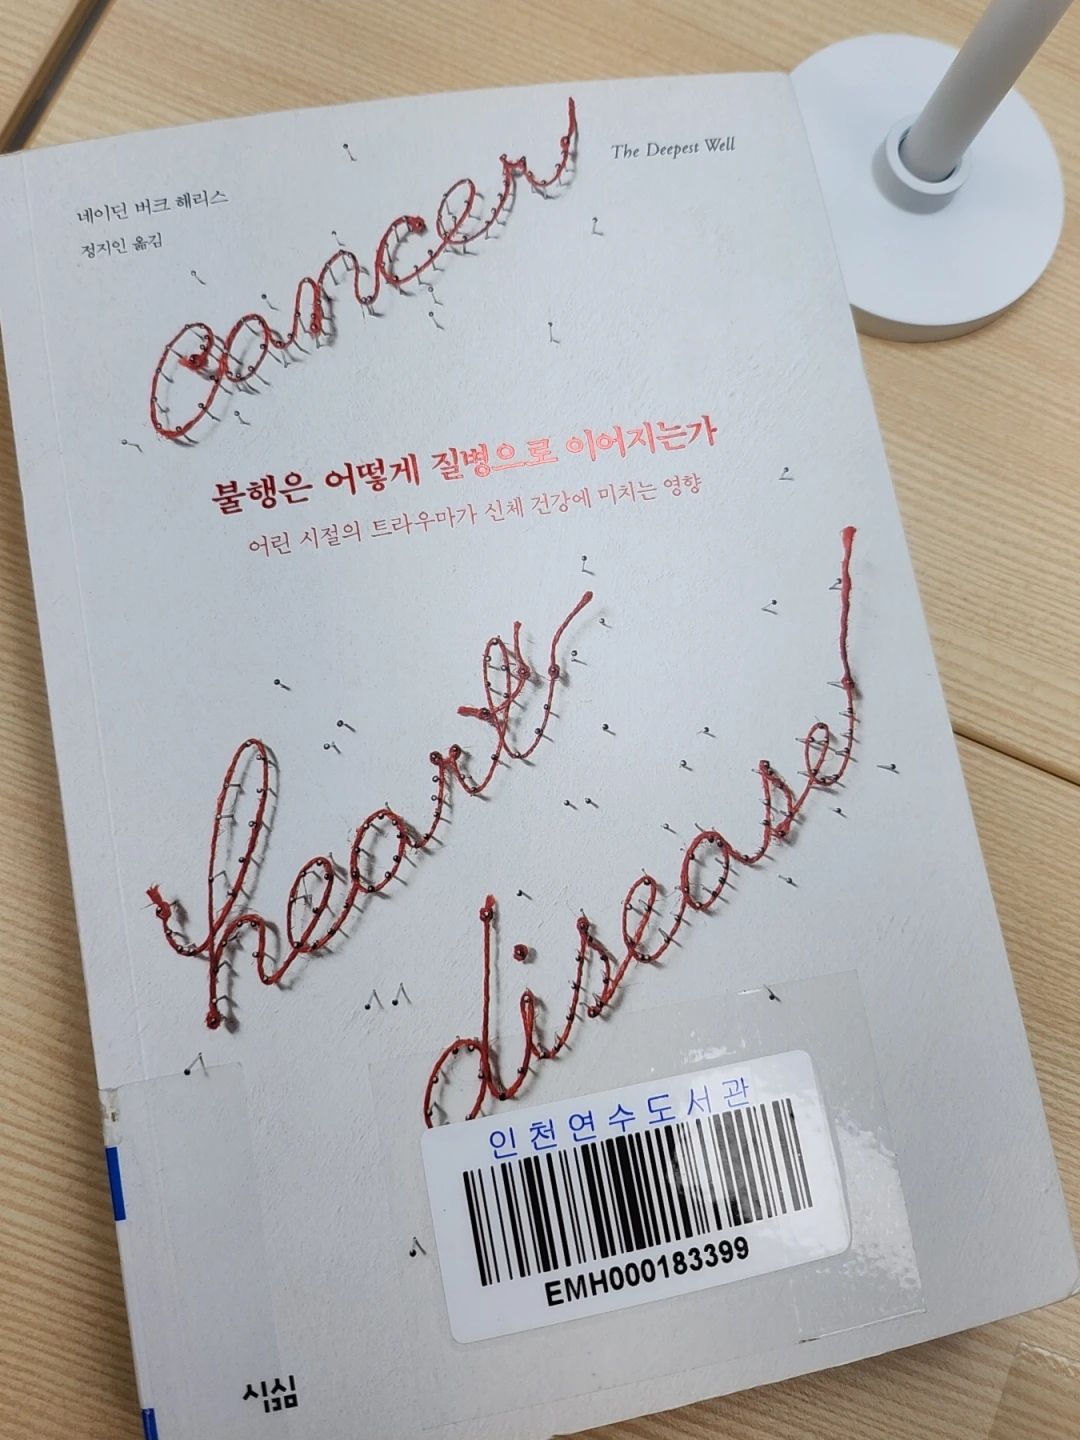 The Deepest Well
네이딘 버크 해리스
정지인 옮김
cancer
불행은 어떻게 질병으로 이어지는가
어린 시절의 트라우마가 신체 건강에 미치는 영향
heart
disease
인천연수도서관
EMH000183399
심심